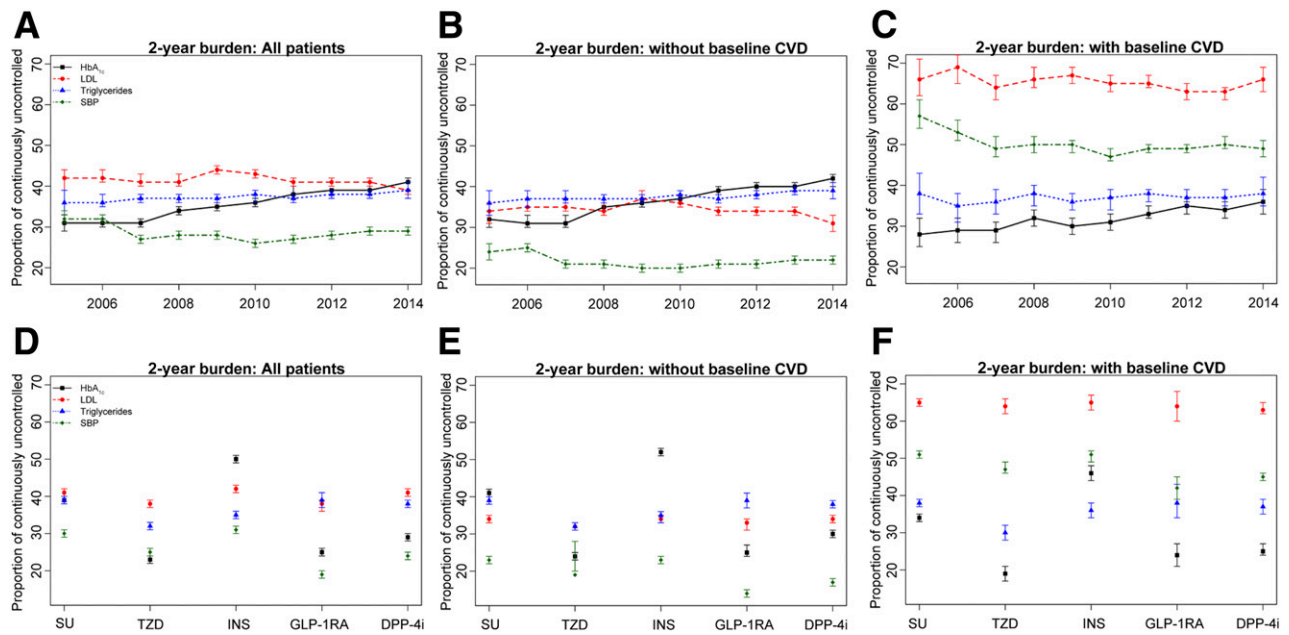 A
2-year burden: All patients
Proportion of continuously uncontrolled
70
60
50
40
30
20
HbA1c
LDL
Triglycerides
SBP
2006 2008 2010 2012 2014
B
2-year burden: without baseline CVD
Proportion of continuously uncontrolled
70
60
50
40
30
20
2006 2008 2010 2012 2014
C
2-year burden: with baseline CVD
Proportion of continuously uncontrolled
70
60
50
40
30
20
2006 2008 2010 2012 2014
D
2-year burden: All patients
Proportion of continuously uncontrolled
70
60
50
40
30
20
HbA1c
LDL
Triglycerides
SBP
SU TZD INS GLP-1RA DPP-4i
E
2-year burden: without baseline CVD
Proportion of continuously uncontrolled
70
60
50
40
30
20
SU TZD INS GLP-1RA DPP-4i
F
2-year burden: with baseline CVD
Proportion of continuously uncontrolled
70
60
50
40
30
20
SU TZD INS GLP-1RA DPP-4i